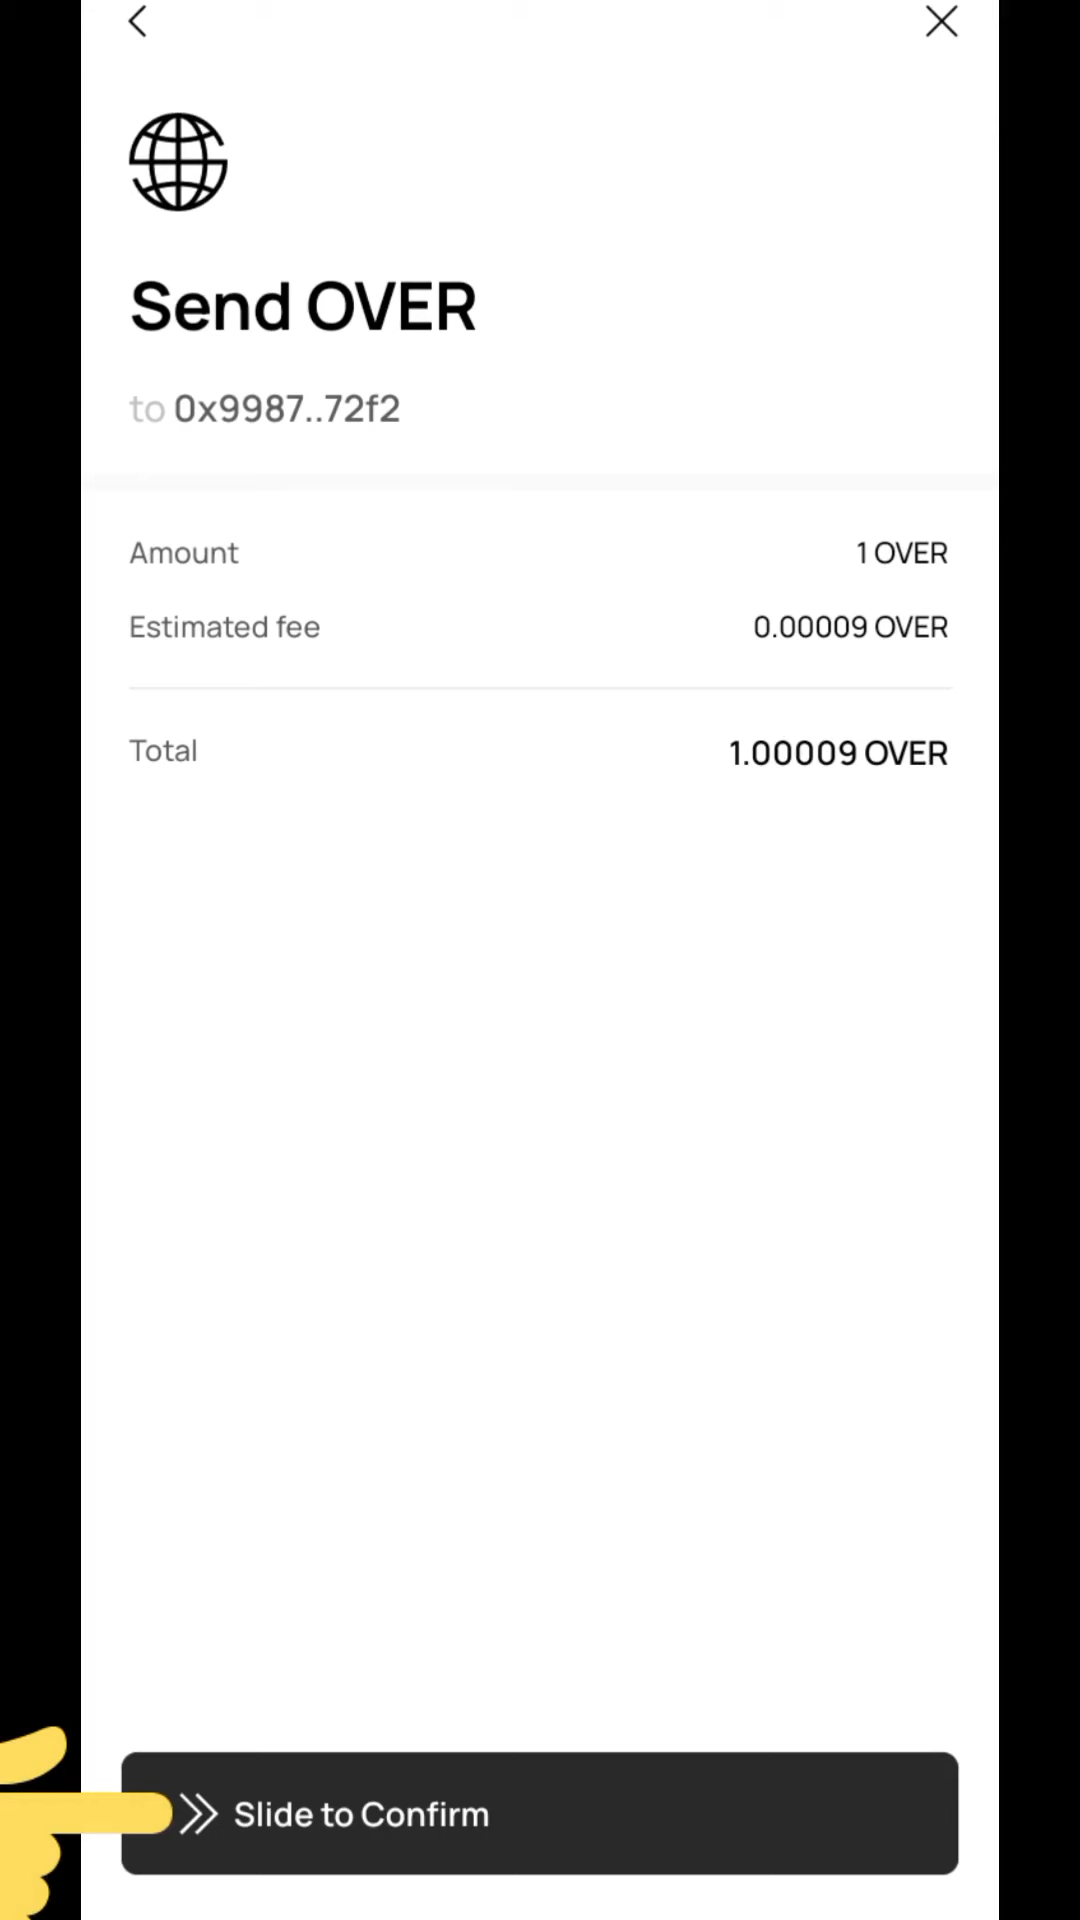 Send OVER
to 0x9987..72f2
Amount 1 OVER
Estimated fee 0.00009 OVER
Total 1.00009 OVER
Slide to Confirm